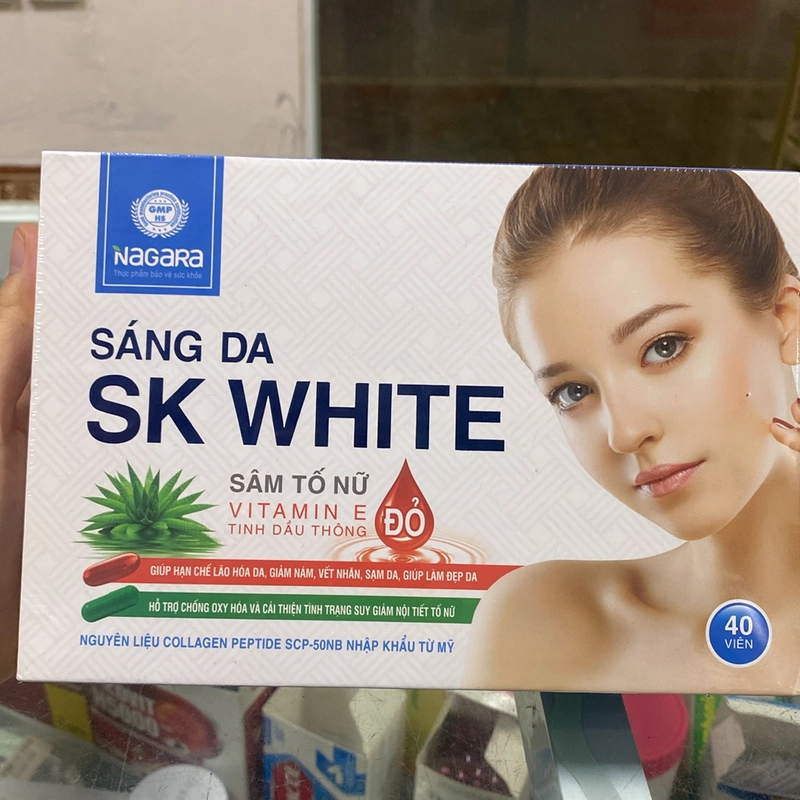 GMP
HS
NAGARA
Thực phẩm bảo vệ sức khỏe
SÁNG DA
SK WHITE
SÂM TỐ NỮ
VITAMIN E
TINH DẦU THÔNG
ĐỎ
GIÚP HẠN CHẾ LÃO HÓA DA, GIẢM NÁM, VẾT NHĂN, SẠM DA, GIÚP LÀM ĐẸP DA
HỖ TRỢ CHỐNG OXY HÓA VÀ CẢI THIỆN TÌNH TRẠNG SUY GIẢM NỘI TIẾT TỐ NỮ
NGUYÊN LIỆU COLLAGEN PEPTIDE SCP-50NB NHẬP KHẨU TỪ MỸ
40
VIÊN